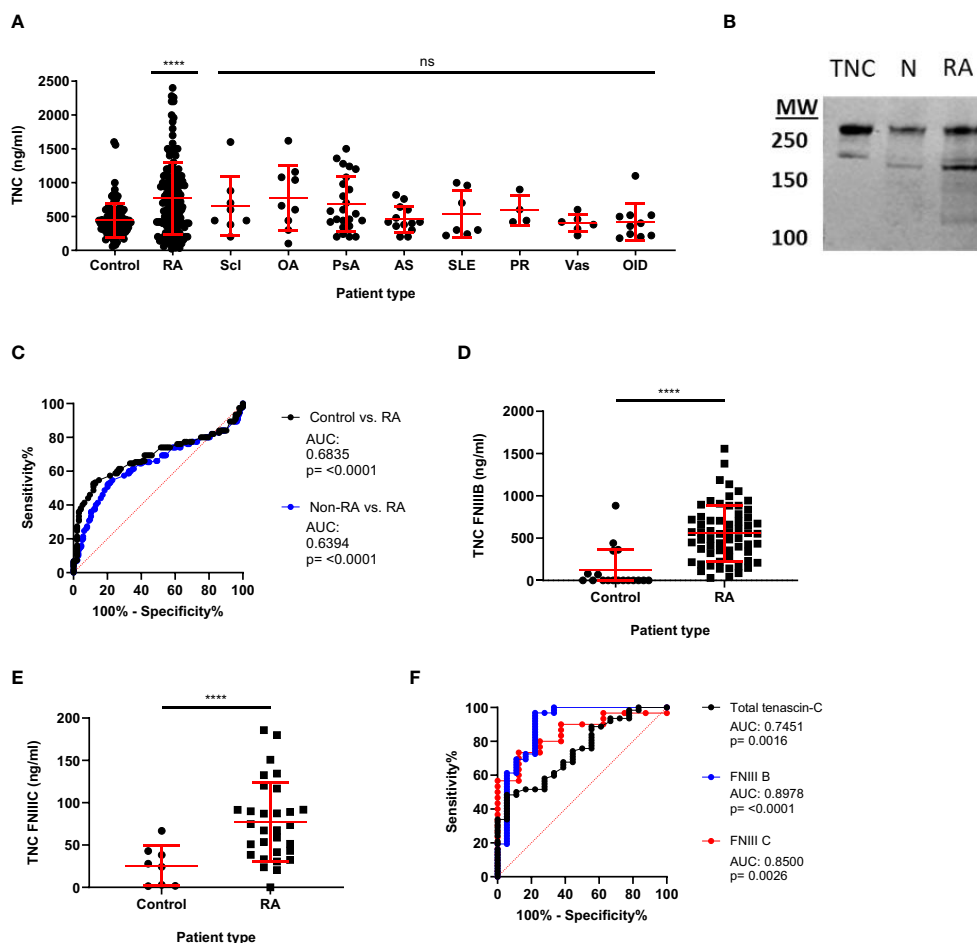 A
B
****
ns
TNC (ng/ml)
2500
2000
1500
1000
500
0
Control RA Scl OA PsA AS SLE PR Vas OID
Patient type
TNC N RA
MW
250
150
100
C
D
Sensitivity%
100
80
60
40
20
0
0 20 40 60 80 100
100% - Specificity%
Control vs. RA
AUC:
0.6835
p= <0.0001
Non-RA vs. RA
AUC:
0.6394
p= <0.0001
****
TNC FNIIIB (ng/ml)
2000
1500
1000
500
0
Control RA
Patient type
E
F
****
TNC FNIIIC (ng/ml)
200
150
100
50
0
Control RA
Patient type
Sensitivity%
100
80
60
40
20
0
0 20 40 60 80 100
100% - Specificity%
Total tenascin-C
AUC: 0.7451
p= 0.0016
FNIII B
AUC: 0.8978
p= <0.0001
FNIII C
AUC: 0.8500
p= 0.0026